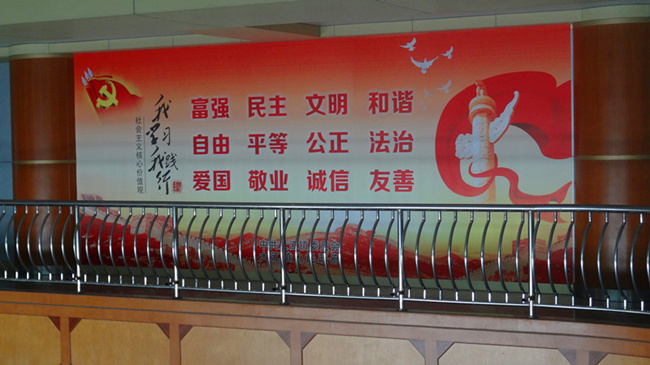 我学习我践行
社会主义核心价值观
富强 民主 文明 和谐
自由 平等 公正 法治
爱国 敬业 诚信 友善